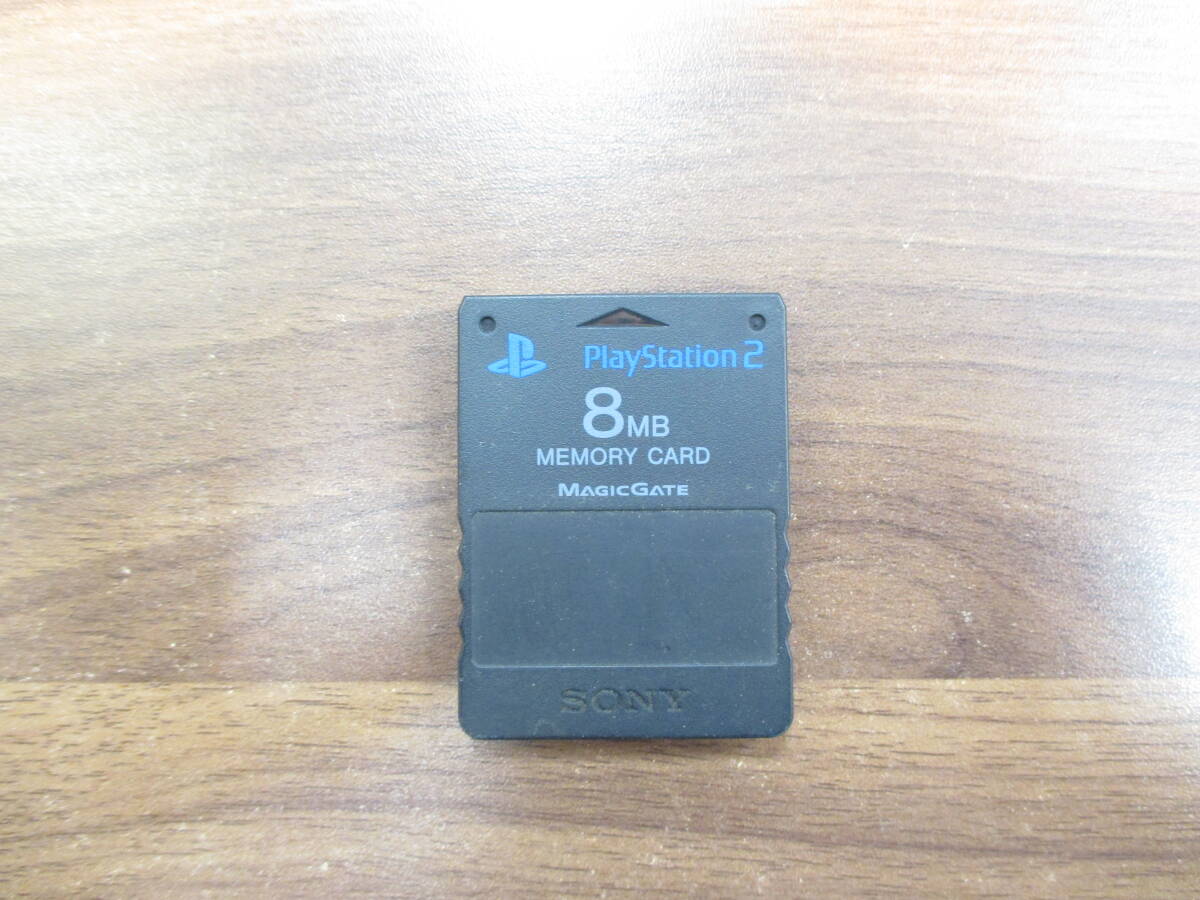 PlayStation 2
8MB
MEMORY CARD
MAGICGATE
SONY